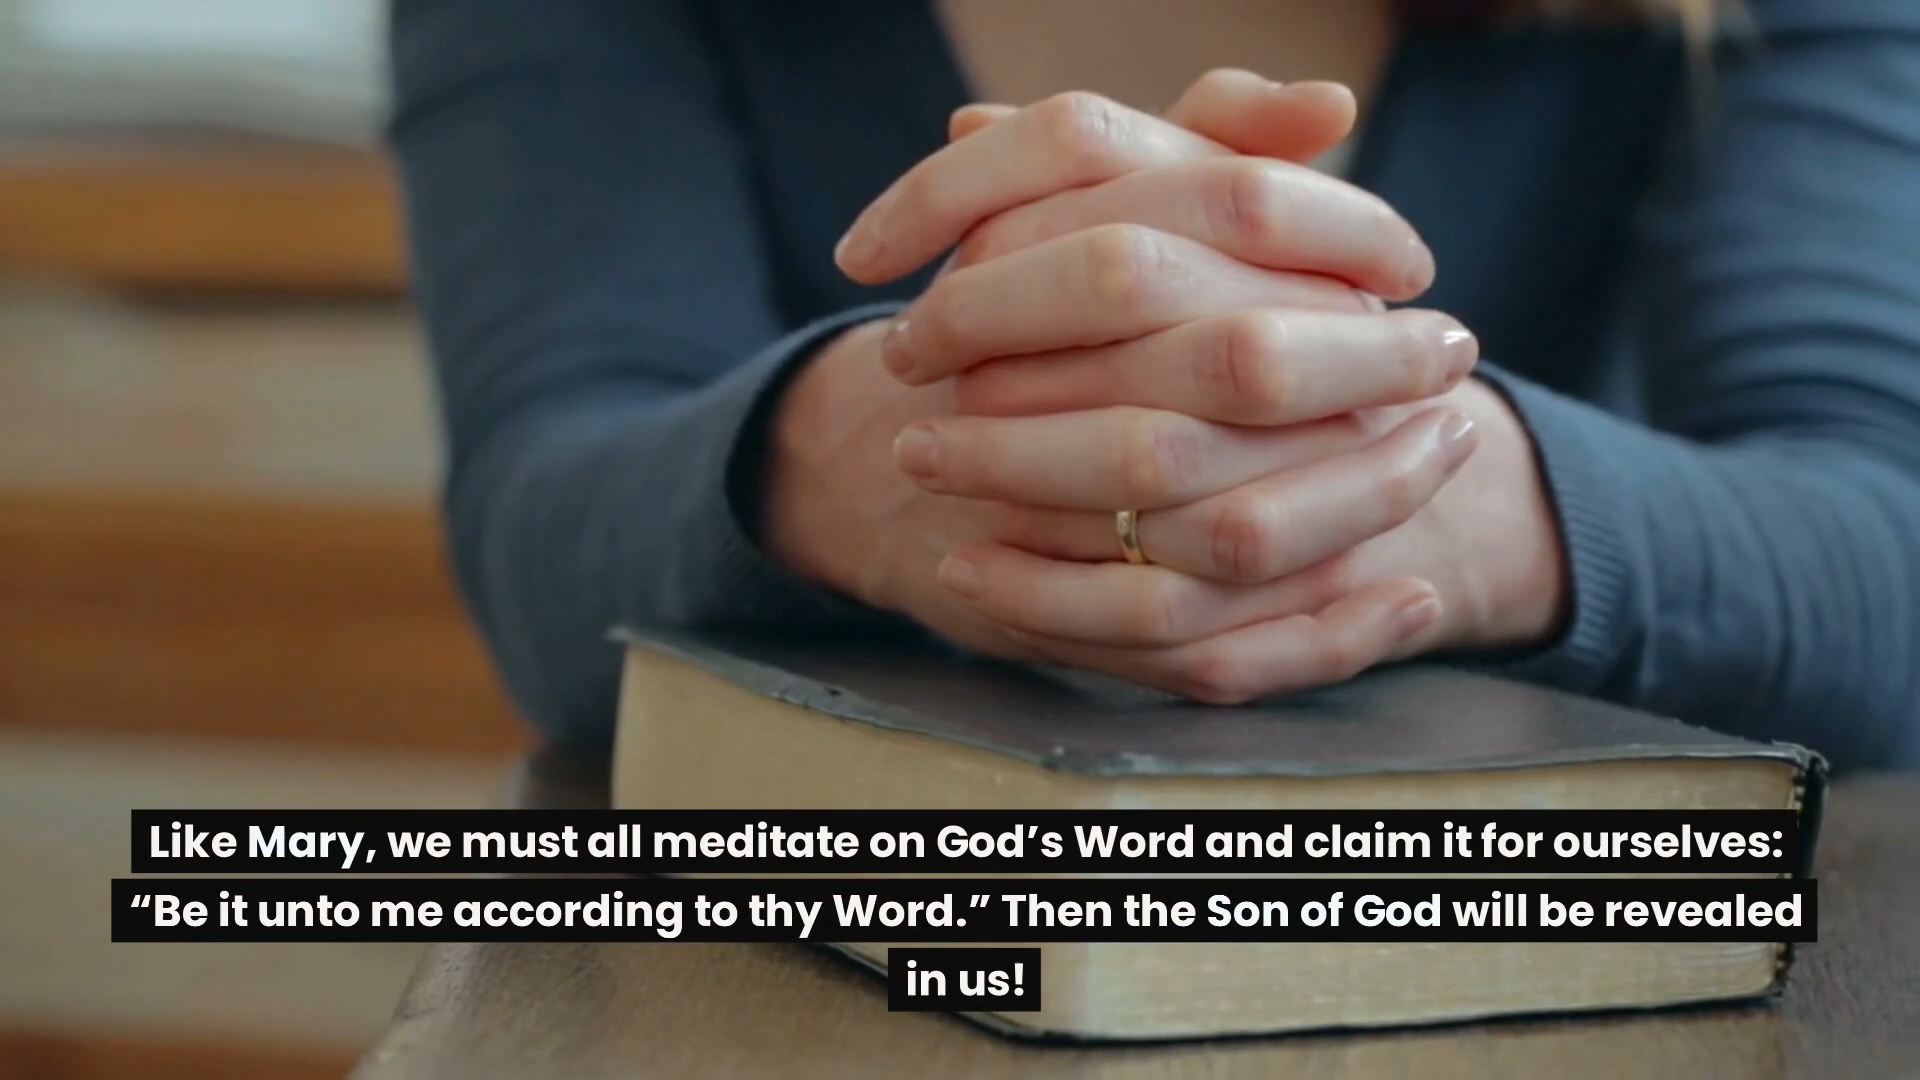 Like Mary, we must all meditate on God’s Word and claim it for ourselves:
“Be it unto me according to thy Word.” Then the Son of God will be revealed
in us!